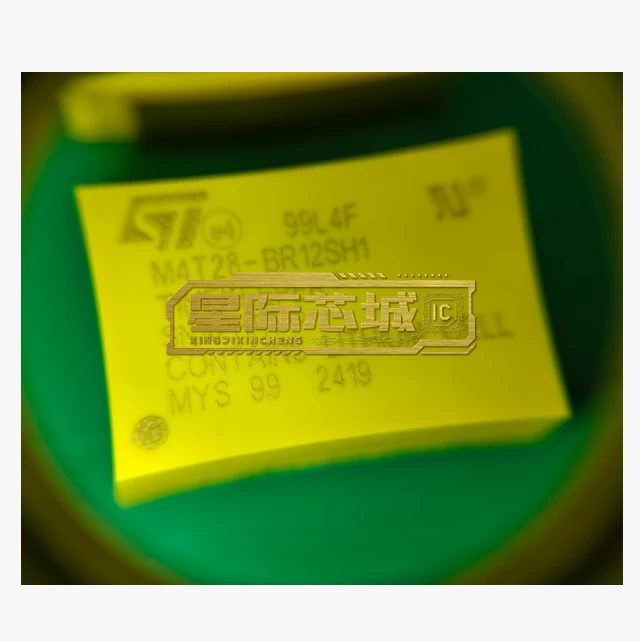 ST e4 99L4F
M4T28-BR12SH1
星际芯城 IC
XINGJIXINCHENG
CONTAINS
MYS 99 2419